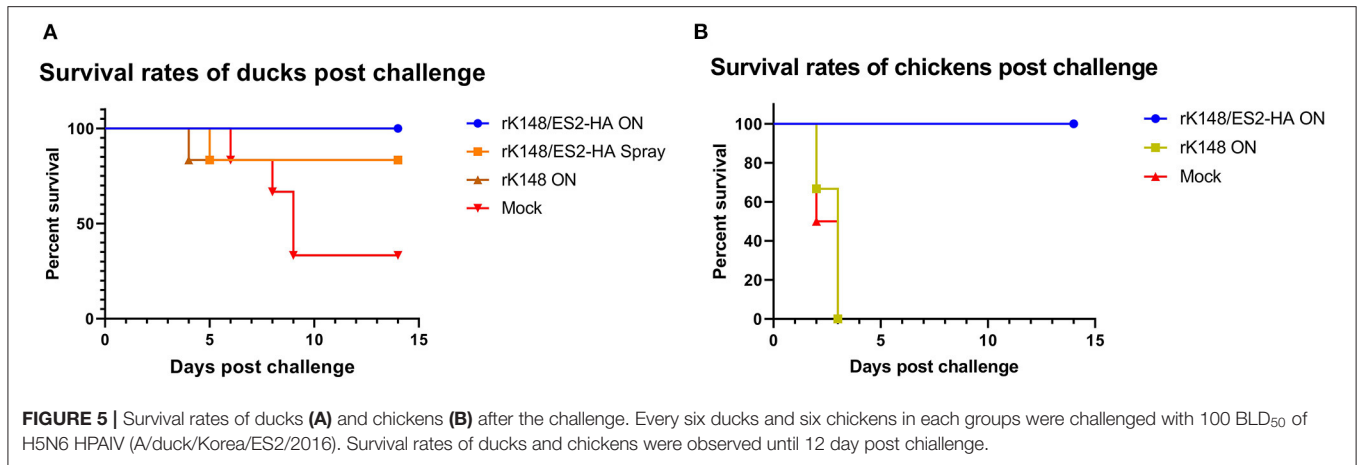 A
Survival rates of ducks post challenge
100
50
0
0 5 10 15
Percent survival
Days post challenge
rK148/ES2-HA ON
rK148/ES2-HA Spray
rK148 ON
Mock
B
Survival rates of chickens post challenge
100
80
60
40
20
0
0 5 10 15
Percent survival
Days post challenge
rK148/ES2-HA ON
rK148 ON
Mock
FIGURE 5 | Survival rates of ducks (A) and chickens (B) after the challenge. Every six ducks and six chickens in each groups were challenged with 100 BLD50 of
H5N6 HPAIV (A/duck/Korea/ES2/2016). Survival rates of ducks and chickens were observed until 12 day post chiallenge.